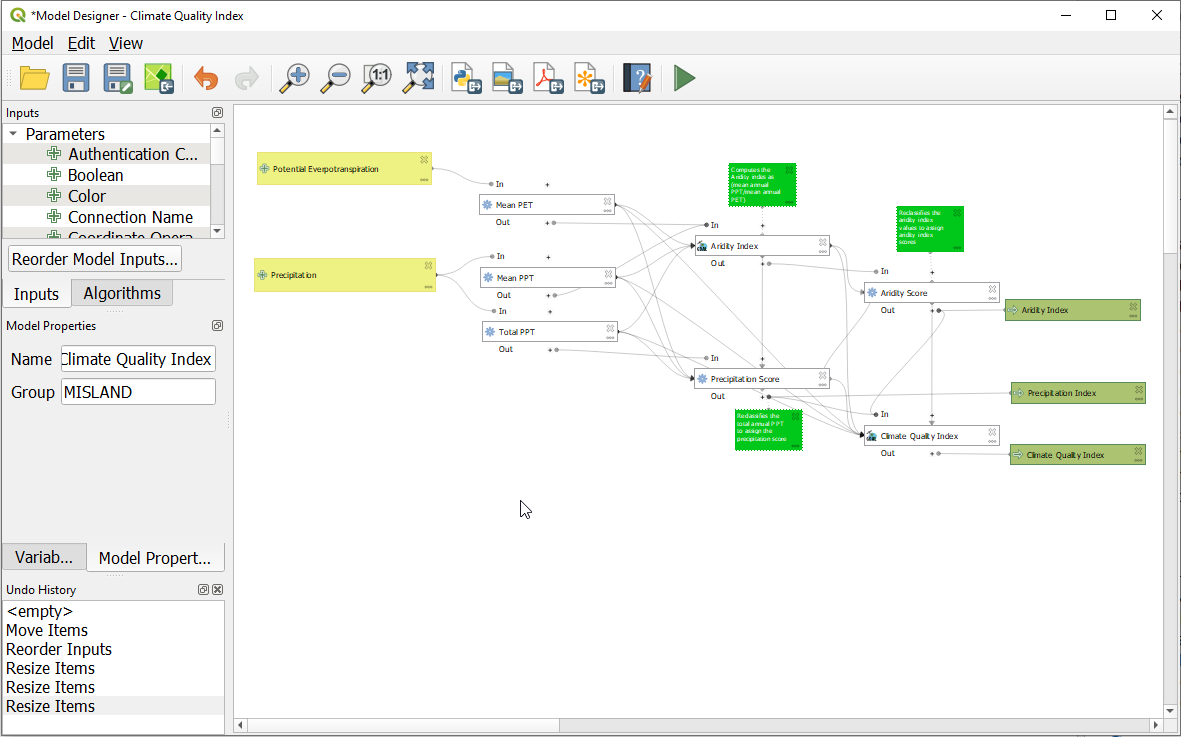 *Model Designer - Climate Quality Index
Model Edit View
1:1
Inputs
Parameters
Authentication C...
Boolean
Color
Connection Name
Coordinate Opera
Reorder Model Inputs...
Inputs Algorithms
Model Properties
Name Climate Quality Index
Group MISLAND
Variab... Model Propert...
Undo History
<empty>
Move Items
Reorder Inputs
Resize Items
Resize Items
Resize Items
Potential Everpotranspiration
Precipitation
In
Mean PET
Out
In
Mean PPT
Out
In
Total PPT
Out
Computes the
Aridity index as
(mean annual
PPT/mean annual
PET)
In
Aridity Index
Out
In
Precipitation Score
Out
Reclassifies the
total annual PPT
to assign the
precipitation score
Reclassifies the
aridity index
values to assign
aridity index
scores
In
Aridity Score
Out
In
Climate Quality Index
Out
Aridity Index
Precipitation Index
Climate Quality Index